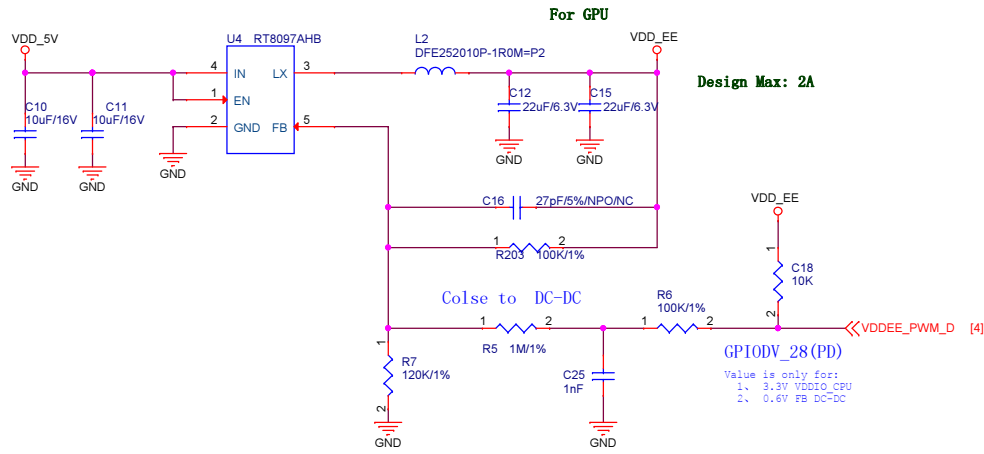 For GPU
VDD_5V
U4 RT8097AHB
L2
DFE252010P-1R0M=P2
VDD_EE
Design Max: 2A
4 IN LX 3
1 EN
2 GND FB 5
C10
10uF/16V
C11
10uF/16V
C12
22uF/6.3V
C15
22uF/6.3V
GND
GND
GND
GND
GND
C16 27pF/5%/NPO/NC
VDD_EE
1 2
R203 100K/1%
1
C18
10K
2
Colse to DC-DC
R6
100K/1%
1 2
1 2
R5 1M/1%
VDDEE_PWM_D [4]
GPIODV_28(PD)
1
R7
120K/1%
2
C25
1nF
Value is only for:
1、 3.3V VDDIO_CPU
2、 0.6V FB DC-DC
GND
GND